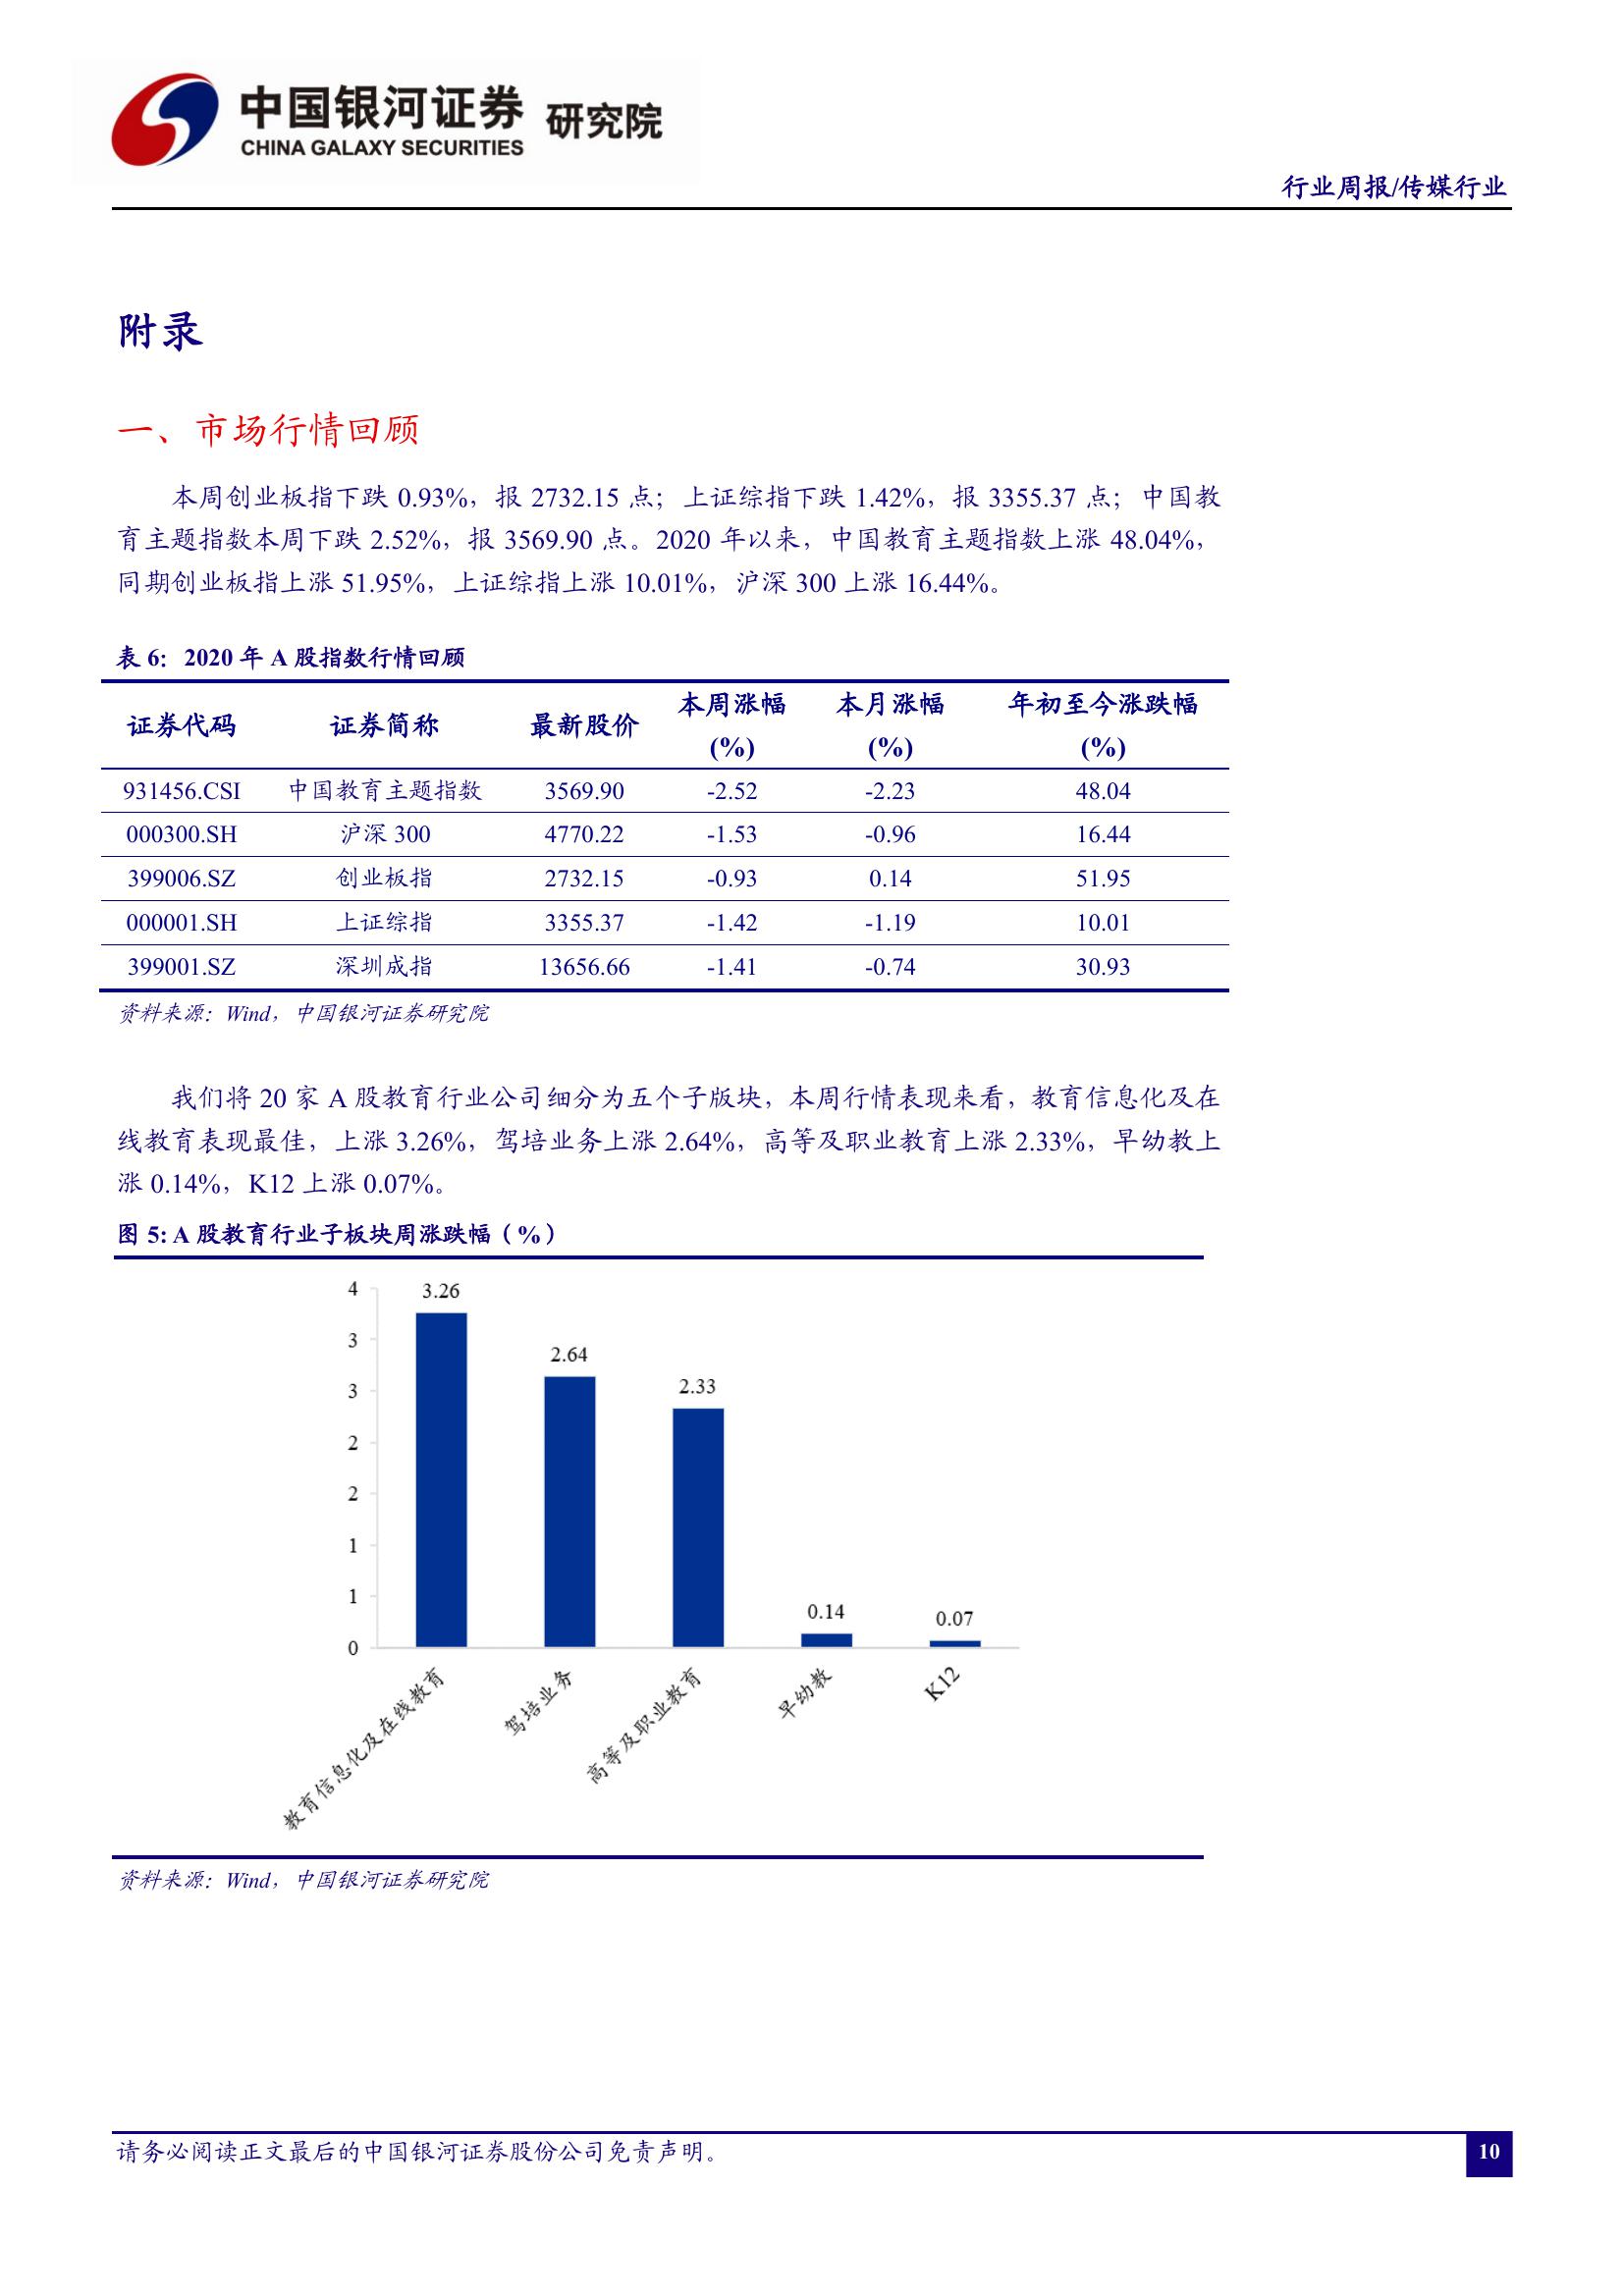 中国银河证券 研究院
CHINA GALAXY SECURITIES
行业周报/传媒行业
附录
一、市场行情回顾
本周创业板指下跌 0.93%，报 2732.15 点；上证综指下跌 1.42%，报 3355.37 点；中国教
育主题指数本周下跌 2.52%，报 3569.90 点。2020 年以来，中国教育主题指数上涨 48.04%，
同期创业板指上涨 51.95%，上证综指上涨 10.01%，沪深 300 上涨 16.44%。
表 6：2020 年 A 股指数行情回顾
证券代码 证券简称 最新股价 本周涨幅 (%) 本月涨幅 (%) 年初至今涨跌幅 (%)
931456.CSI 中国教育主题指数 3569.90 -2.52 -2.23 48.04
000300.SH 沪深 300 4770.22 -1.53 -0.96 16.44
399006.SZ 创业板指 2732.15 -0.93 0.14 51.95
000001.SH 上证综指 3355.37 -1.42 -1.19 10.01
399001.SZ 深圳成指 13656.66 -1.41 -0.74 30.93
资料来源：Wind，中国银河证券研究院
我们将 20 家 A 股教育行业公司细分为五个子版块，本周行情表现来看，教育信息化及在
线教育表现最佳，上涨 3.26%，驾培业务上涨 2.64%，高等及职业教育上涨 2.33%，早幼教上
涨 0.14%，K12 上涨 0.07%。
图 5: A 股教育行业子板块周涨跌幅（%）
4
3
3
2
2
1
1
0
3.26
2.64
2.33
0.14
0.07
教育信息化及在线教育
驾培业务
高等及职业教育
早幼教
K12
资料来源：Wind，中国银河证券研究院
请务必阅读正文最后的中国银河证券股份公司免责声明。
10